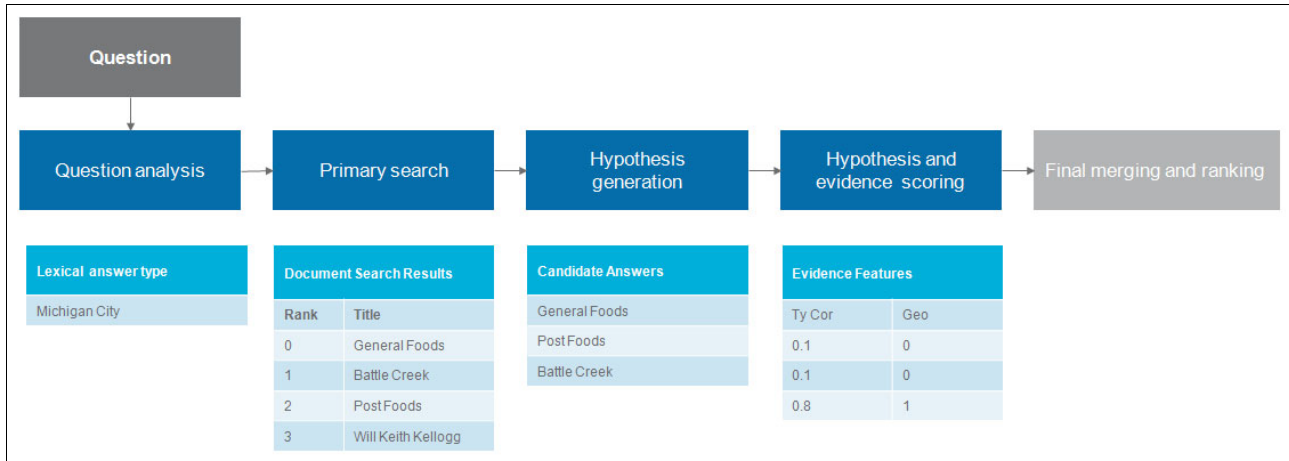 Question
Question analysis
Primary search
Hypothesis
generation
Hypothesis and
evidence scoring
Final merging and ranking
Lexical answer type
Michigan City
Document Search Results
Rank Title
0 General Foods
1 Battle Creek
2 Post Foods
3 Will Keith Kellogg
Candidate Answers
General Foods
Post Foods
Battle Creek
Evidence Features
Ty Cor Geo
0.1 0
0.1 0
0.8 1